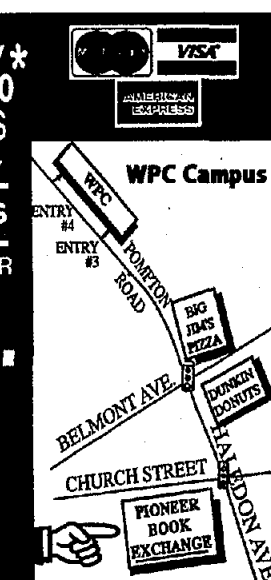 VISA
AMERICAN
EXPRESS
WPC Campus
WPC
ENTRY
#4
ENTRY
#3
POMPTON
ROAD
BIG
JIM'S
PIZZA
BELMONT AVE.
DUNKIN
DONUTS
HALEDON AVE
CHURCH STREET
PIONEER
BOOK
EXCHANGE